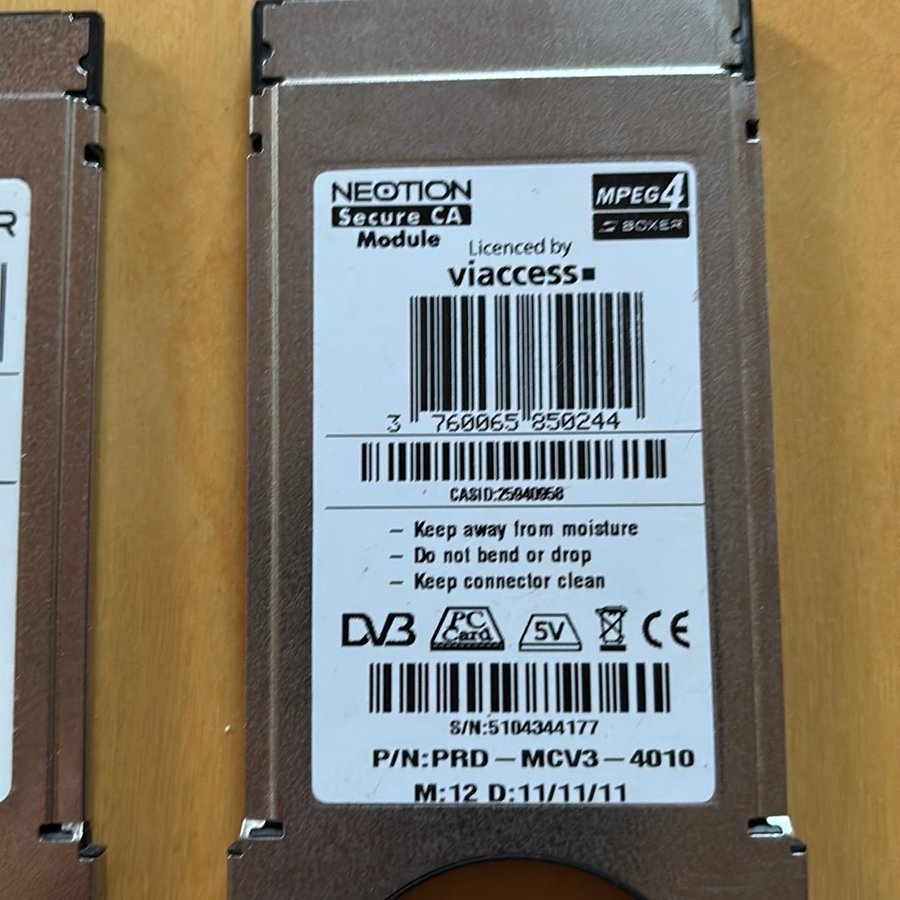 R
NEOTION
Secure CA
Module
MPEG4
BOXER
Licenced by
viaccess
3 760065 850244
CASID:25940958
– Keep away from moisture
– Do not bend or drop
– Keep connector clean
DVB
PC
Card
5V
CE
S/N:5104344177
P/N:PRD – MCV3 – 4010
M:12 D:11/11/11